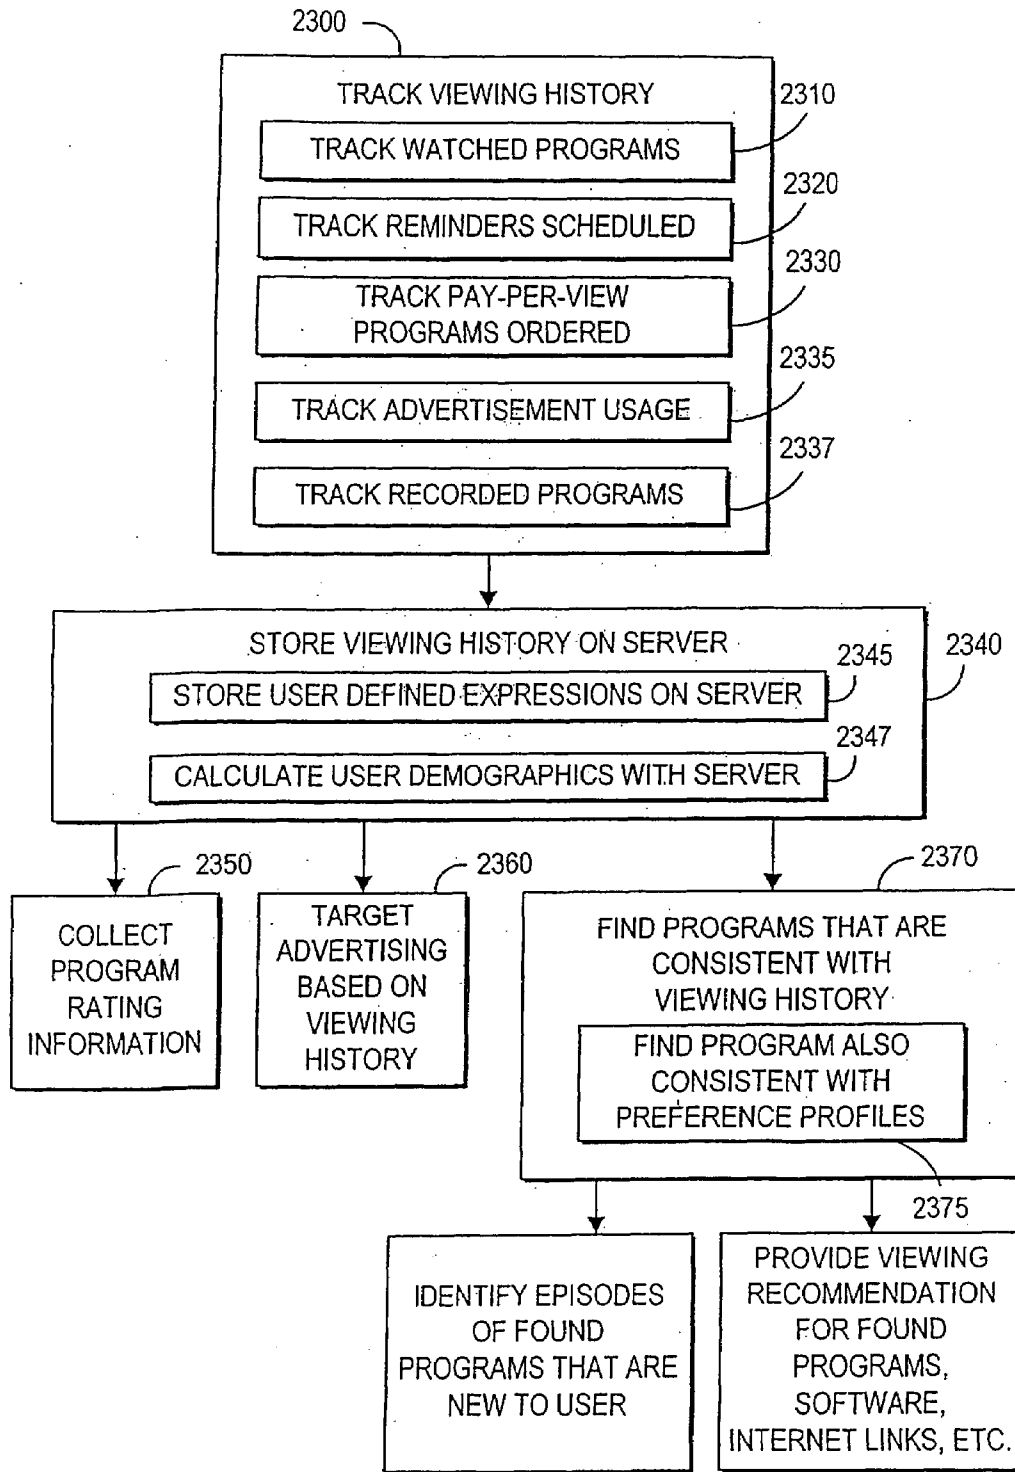 2300
TRACK VIEWING HISTORY
2310
TRACK WATCHED PROGRAMS
2320
TRACK REMINDERS SCHEDULED
2330
TRACK PAY-PER-VIEW
PROGRAMS ORDERED
2335
TRACK ADVERTISEMENT USAGE
2337
TRACK RECORDED PROGRAMS
STORE VIEWING HISTORY ON SERVER
2345
2340
STORE USER DEFINED EXPRESSIONS ON SERVER
2347
CALCULATE USER DEMOGRAPHICS WITH SERVER
2350
COLLECT
PROGRAM
RATING
INFORMATION
2360
TARGET
ADVERTISING
BASED ON
VIEWING
HISTORY
2370
FIND PROGRAMS THAT ARE
CONSISTENT WITH
VIEWING HISTORY
FIND PROGRAM ALSO
CONSISTENT WITH
PREFERENCE PROFILES
2375
IDENTIFY EPISODES
OF FOUND
PROGRAMS THAT ARE
NEW TO USER
PROVIDE VIEWING
RECOMMENDATION
FOR FOUND
PROGRAMS,
SOFTWARE,
INTERNET LINKS, ETC.